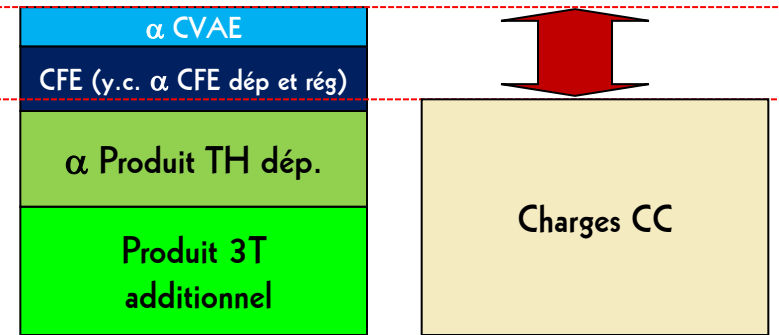 α CVAE
CFE (y.c. α CFE dép et rég)
α Produit TH dép.
Produit 3T
additionnel
Charges CC